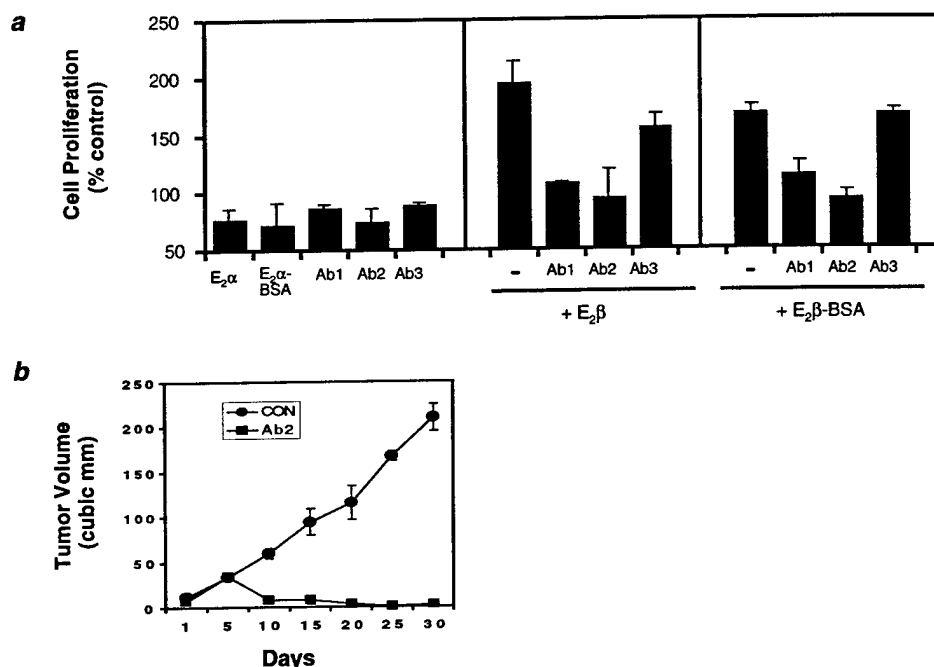 a
Cell Proliferation
(% control)
250
200
150
100
50
E₂α
E₂α-
BSA
Ab1
Ab2
Ab3
-
Ab1
Ab2
Ab3
+ E₂β
-
Ab1
Ab2
Ab3
+ E₂β-BSA
b
Tumor Volume
(cubic mm)
250
200
150
100
50
0
CON
Ab2
1 5 10 15 20 25 30
Days